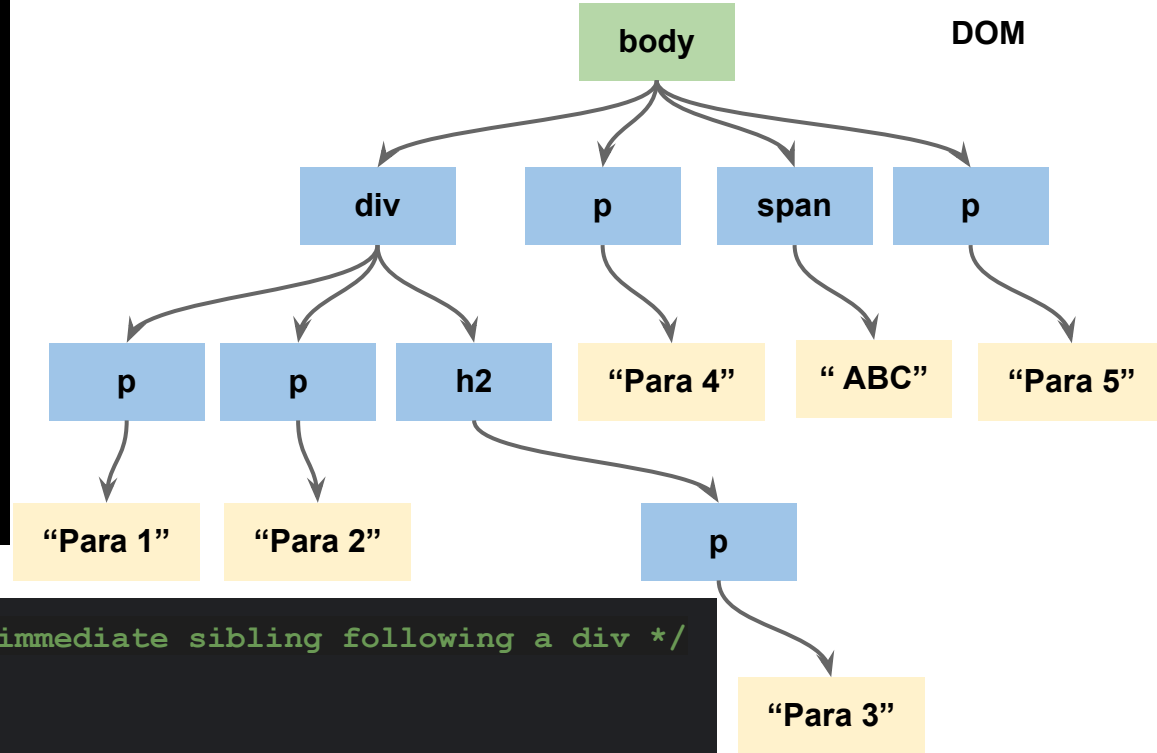 DOM
body
div
p
span
p
p
p
h2
“Para 4”
“ ABC”
“Para 5”
“Para 1”
“Para 2”
p
immediate sibling following a div */
“Para 3”